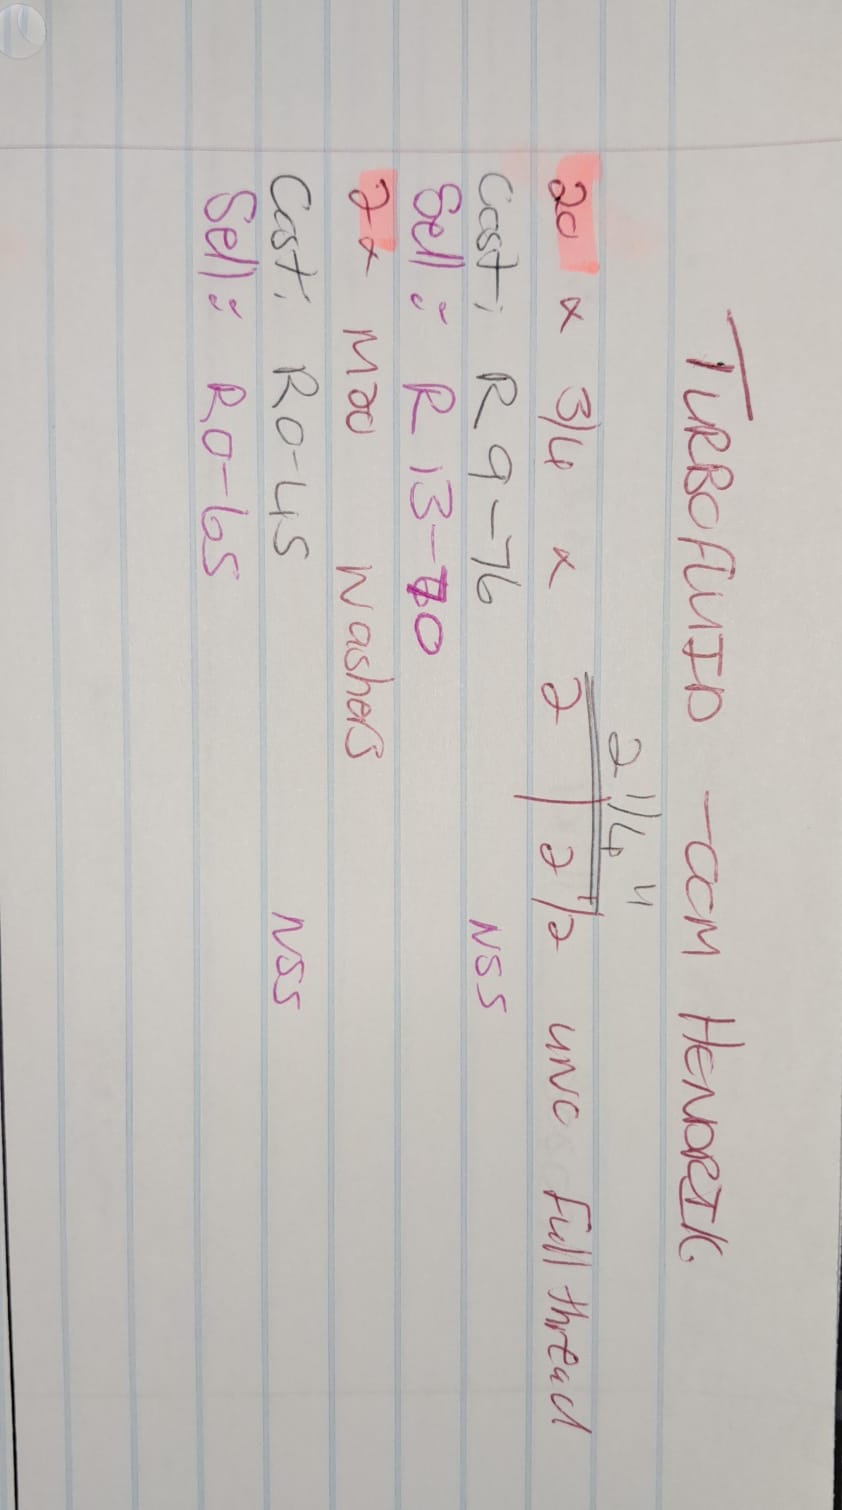 TURBOFLUID - CCM HENDRIK.
2 1/4"
20 x 3/4 x 2 | 2 1/2 UNC full thread
Cost: R9-76 NSS
Sell: R13-70
2x M20 Washers
Cost: R0-45 NSS
Sell: R0-65